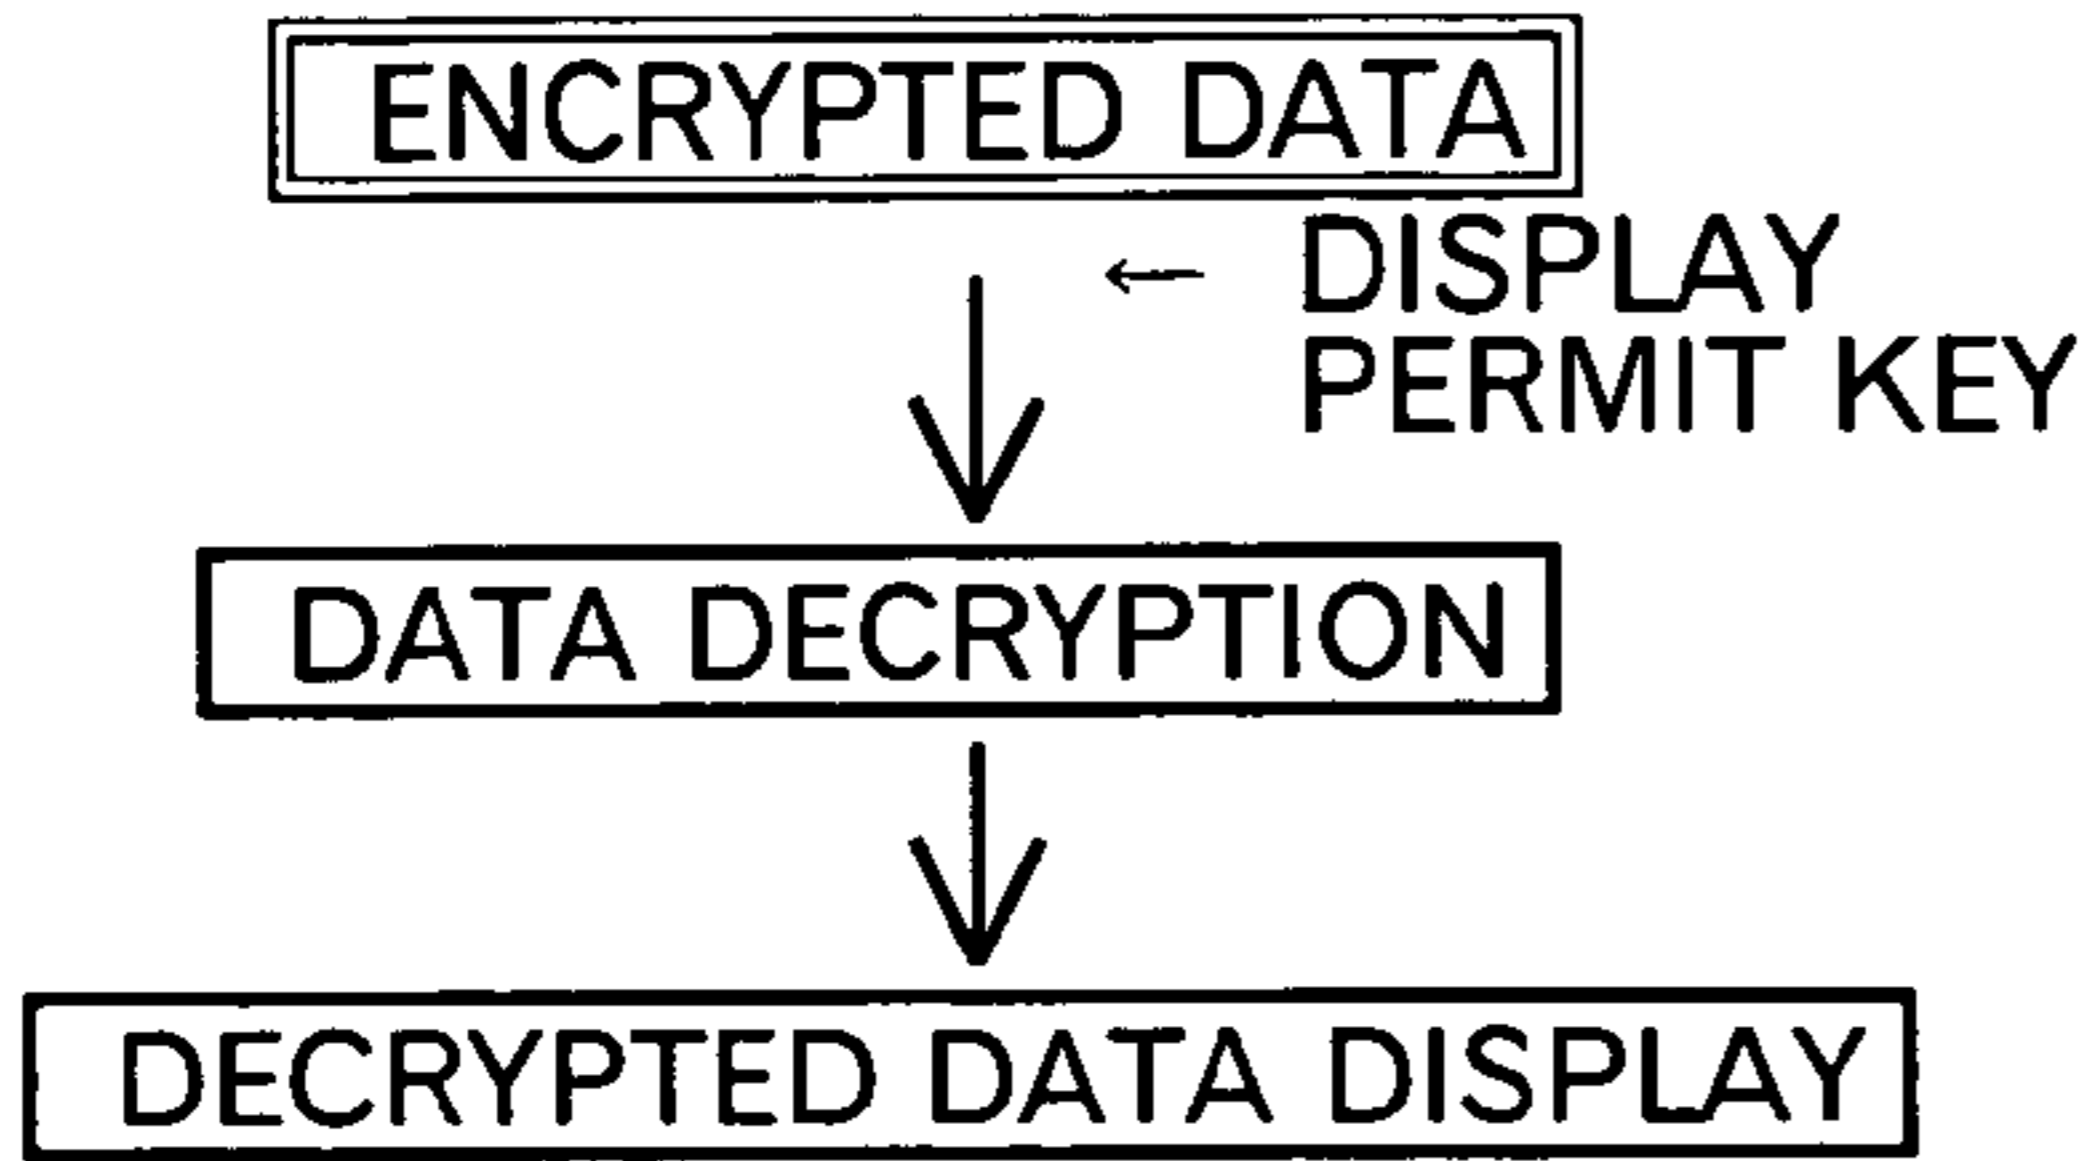 ENCRYPTED DATA
DISPLAY
PERMIT KEY
DATA DECRYPTION
DECRYPTED DATA DISPLAY